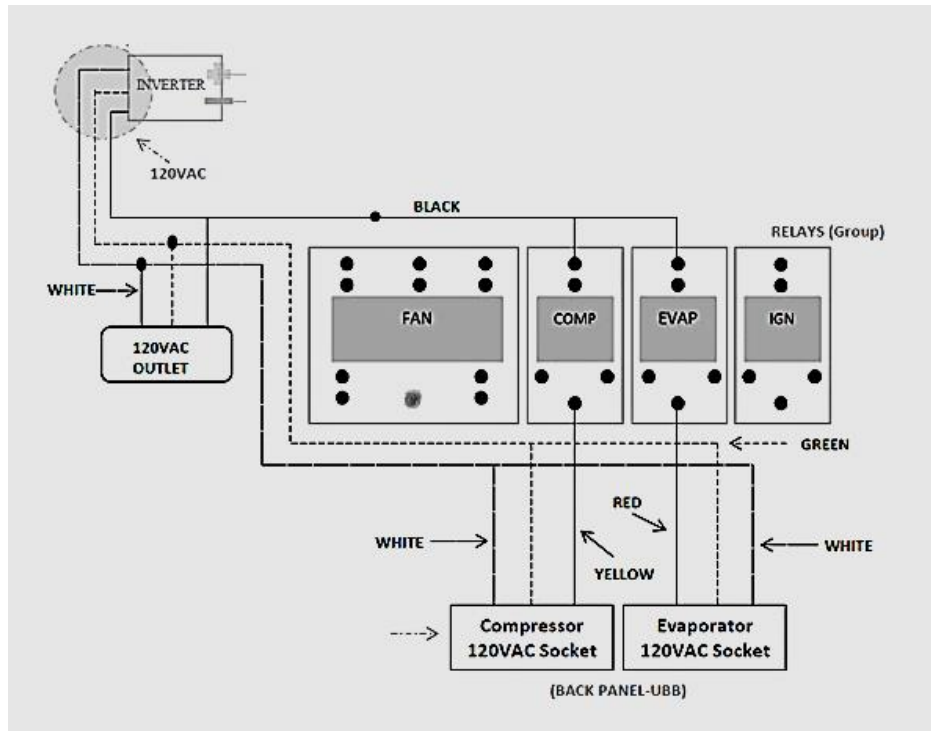 INVERTER
120VAC
BLACK
RELAYS (Group)
WHITE
FAN
COMP
EVAP
IGN
120VAC
OUTLET
GREEN
RED
WHITE
WHITE
YELLOW
Compressor
120VAC Socket
Evaporator
120VAC Socket
(BACK PANEL-UBB)